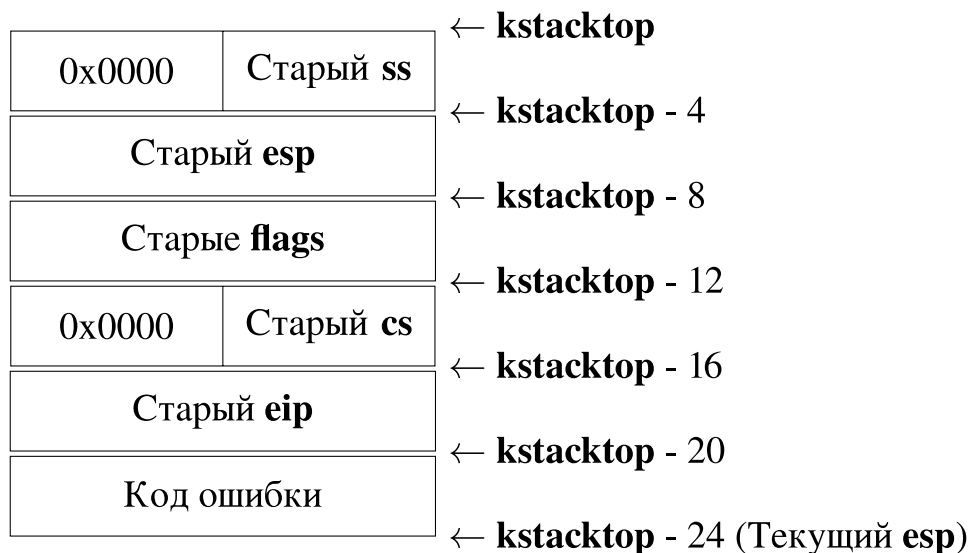 ← kstacktop
0x0000 Старый ss
← kstacktop - 4
Старый esp
← kstacktop - 8
Старые flags
← kstacktop - 12
0x0000 Старый cs
← kstacktop - 16
Старый eip
← kstacktop - 20
Код ошибки
← kstacktop - 24 (Текущий esp)